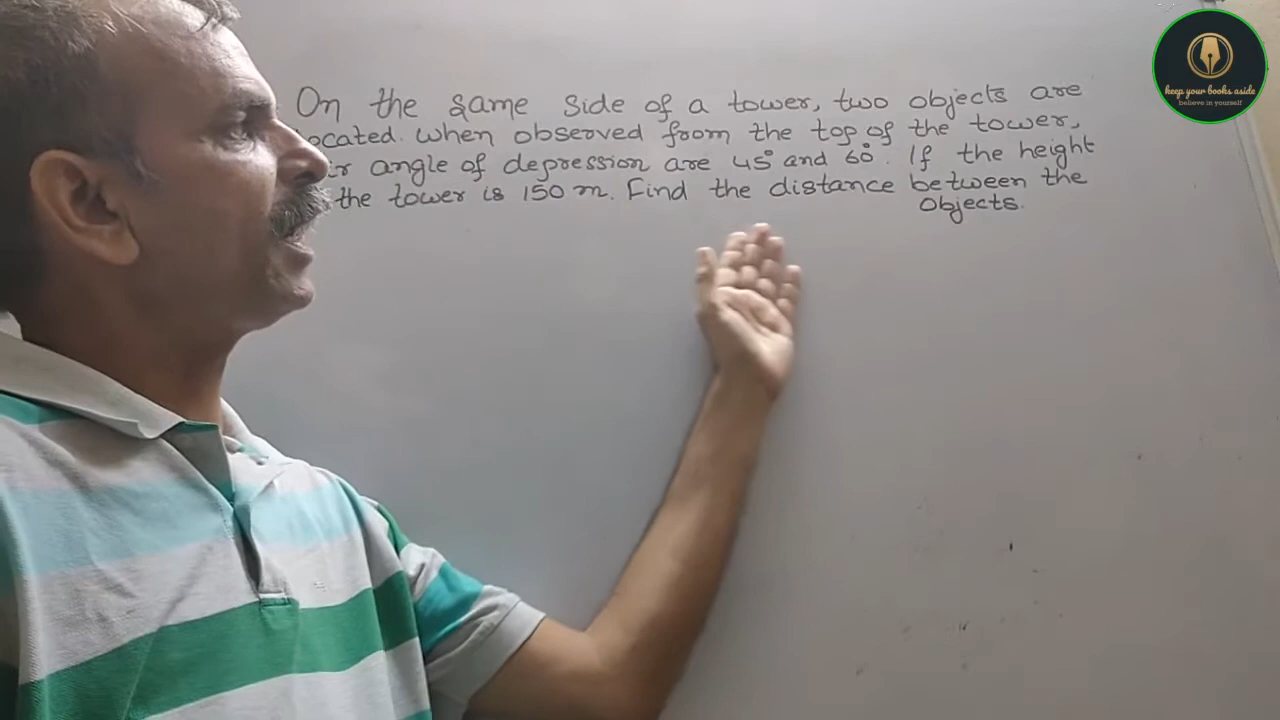 On the same side of a tower, two objects are
ocated. When observed from the top of the tower,
r angle of depression are 45° and 60°. If the height
the tower is 150 m. Find the distance between the
objects.
keep your books aside
believe in yourself